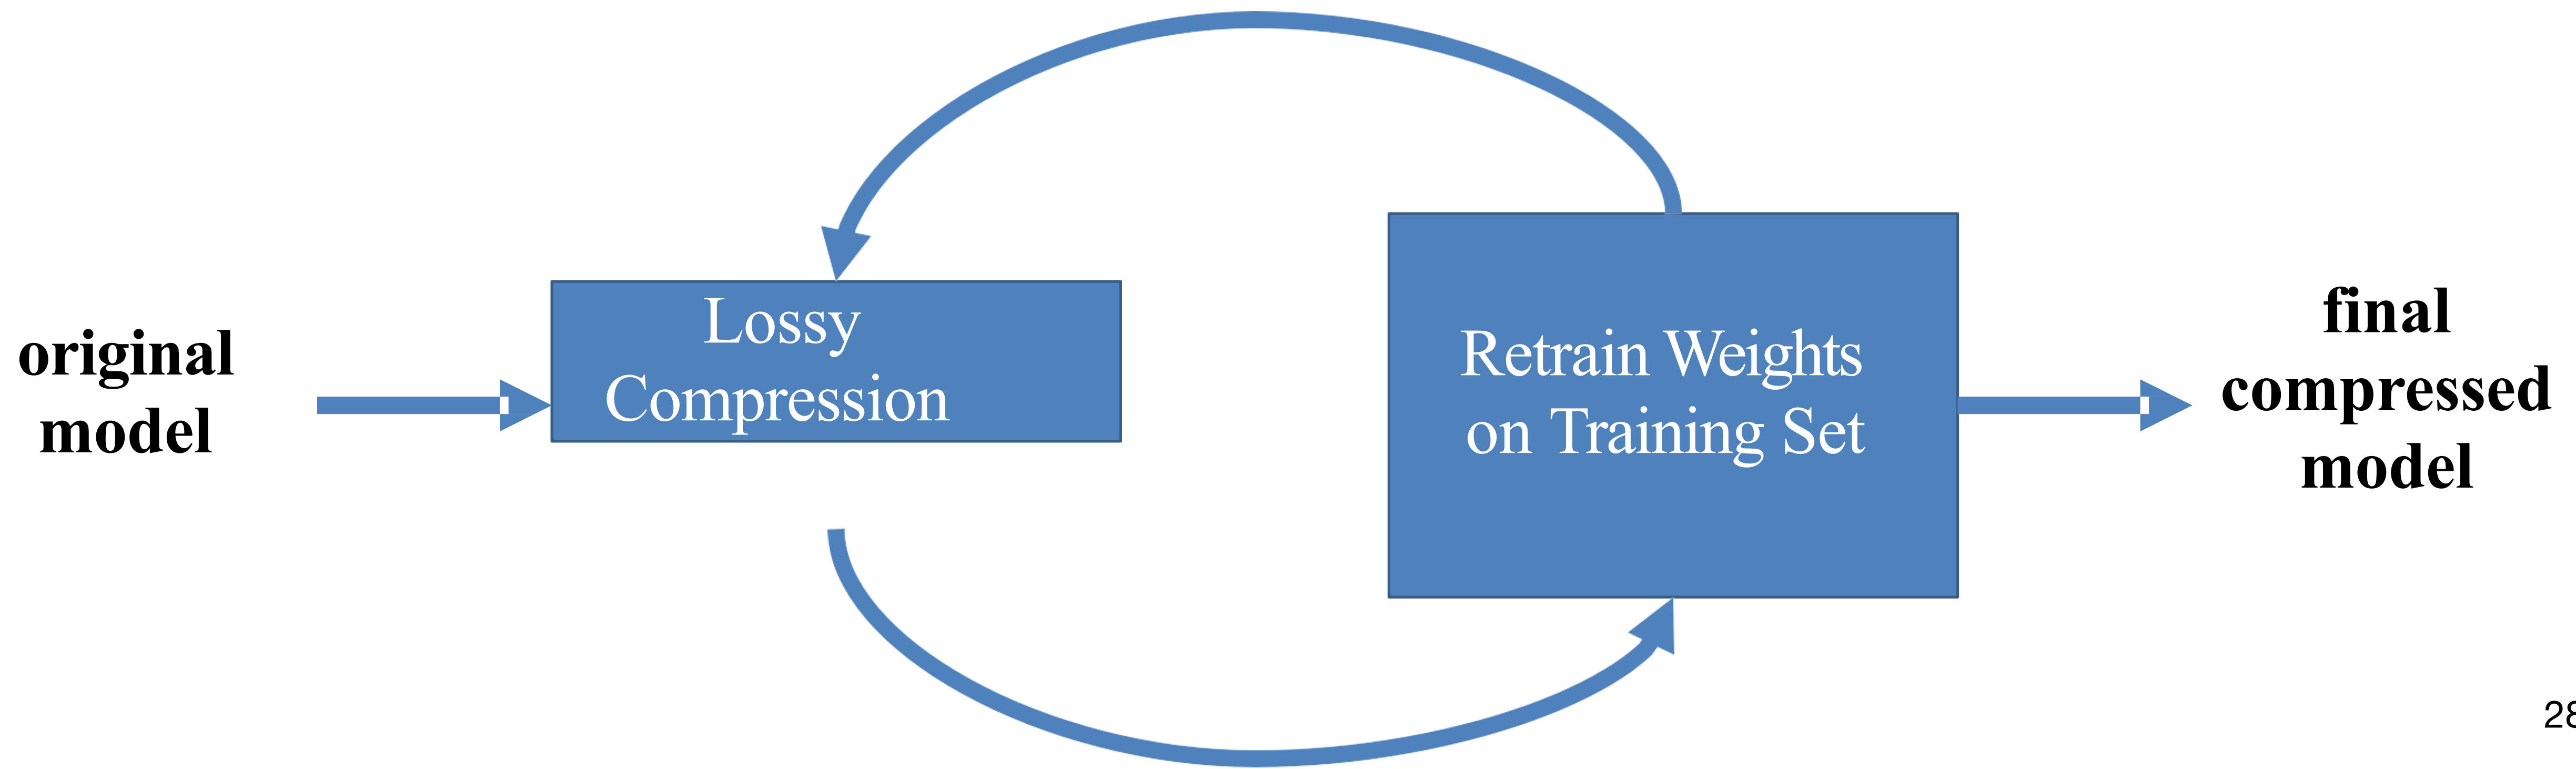 original
model
Lossy
Compression
Retrain Weights
on Training Set
final
compressed
model
28